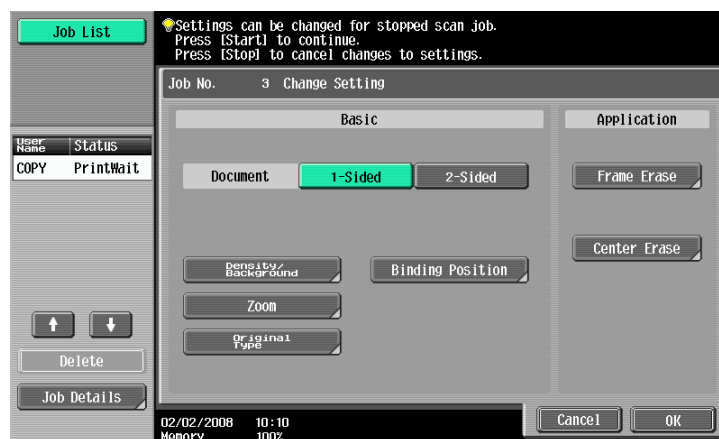 Job List
Settings can be changed for stopped scan job.
Press [Start] to continue.
Press [Stop] to cancel changes to settings.
Job No. 3 Change Setting
Basic
Application
User Name Status
COPY PrintWait
Document 1-Sided 2-Sided
Frame Erase
Center Erase
Density/
Background
Binding Position
Zoom
Original
Type
Delete
Job Details
02/02/2008 10:10
Memory 100%
Cancel OK